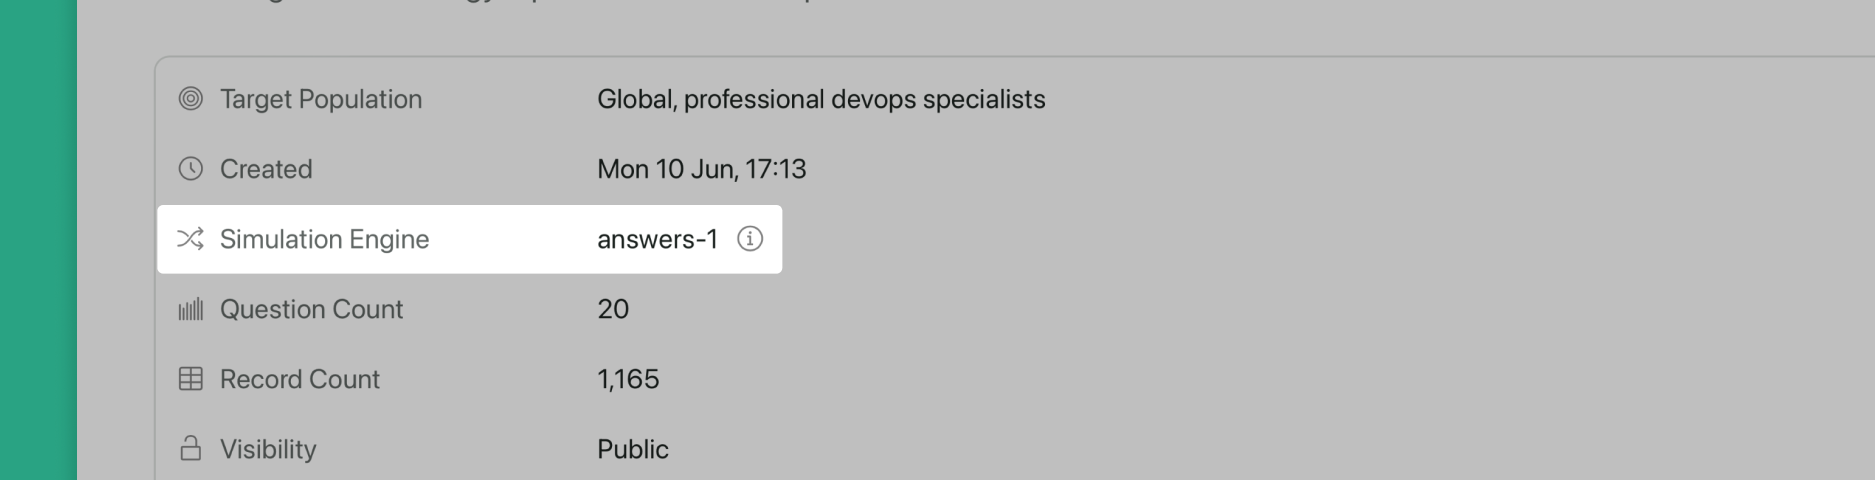 Target Population Global, professional devops specialists
Created Mon 10 Jun, 17:13
Simulation Engine answers-1
Question Count 20
Record Count 1,165
Visibility Public